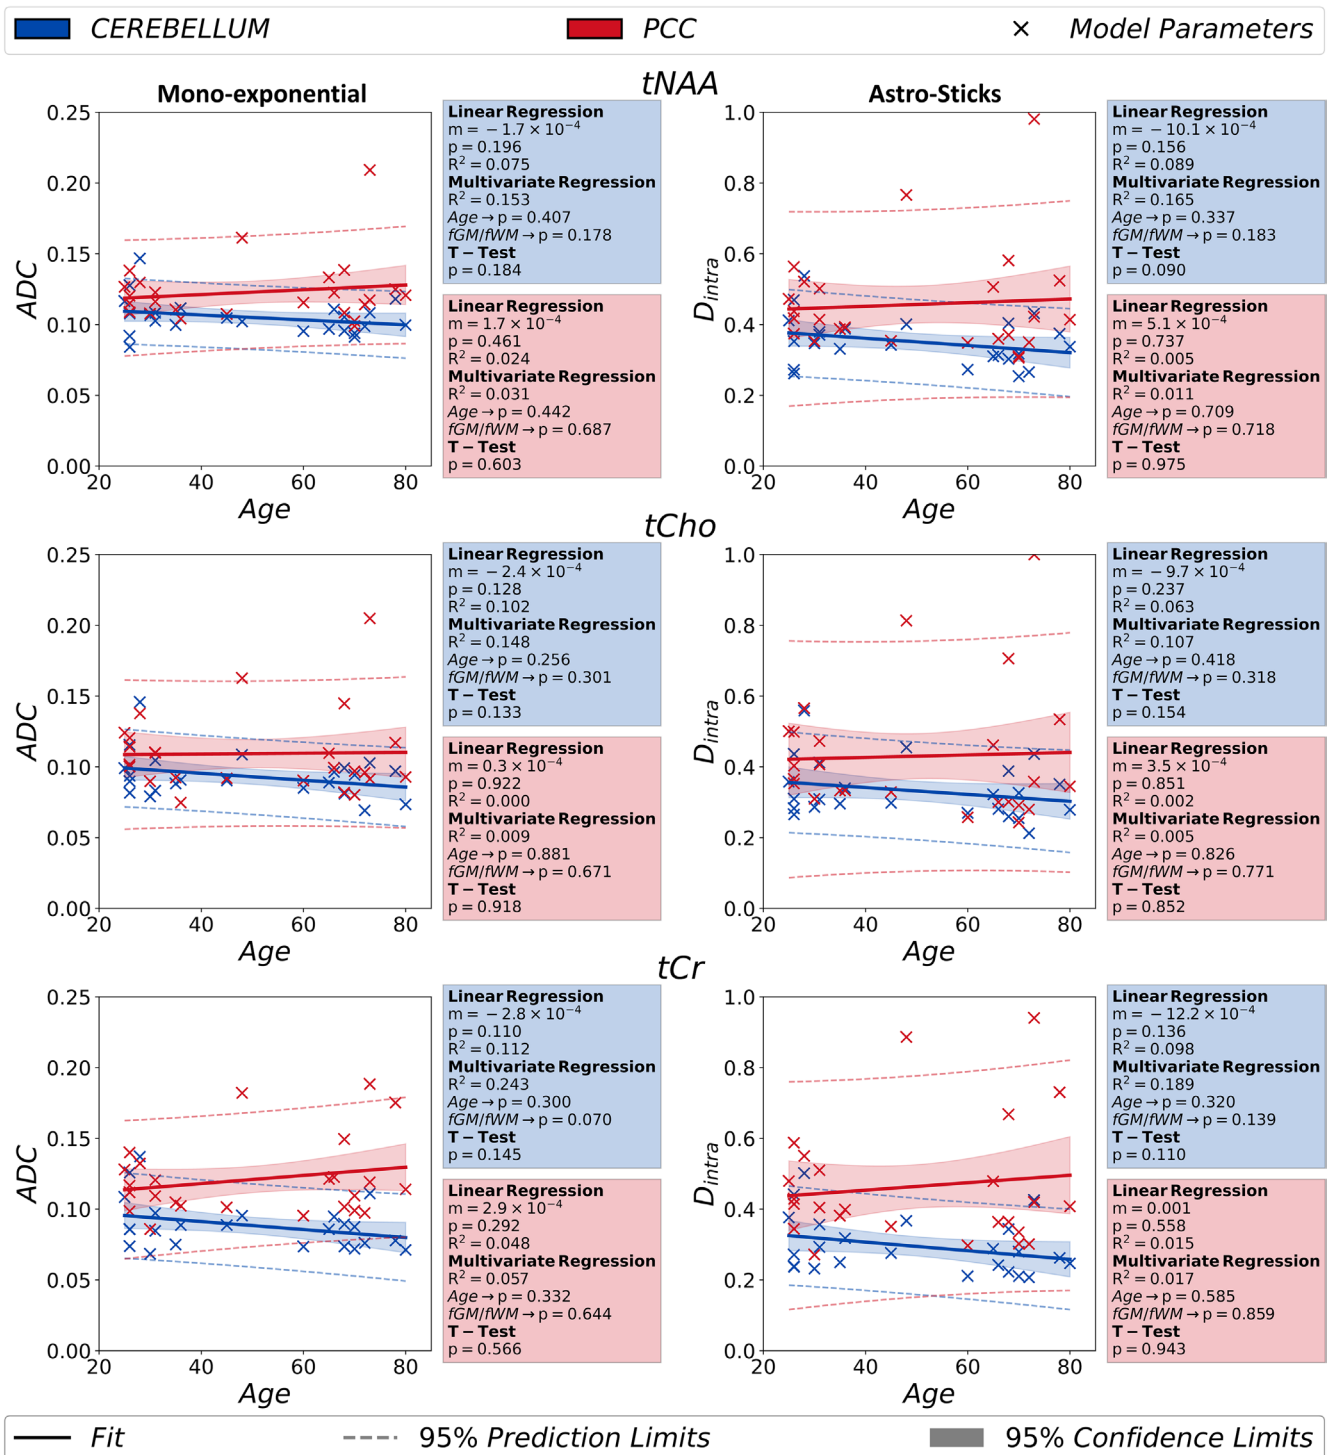 CEREBELLUM PCC Model Parameters
tNAA
Mono-exponential
0.25
0.20
0.15
0.10
0.05
0.00
ADC
20 40 60 80
Age
Linear Regression
m = −1.7 × 10⁻⁴
p = 0.196
R² = 0.075
Multivariate Regression
R² = 0.153
Age → p = 0.407
fGM/fWM → p = 0.178
T − Test
p = 0.184
Linear Regression
m = 1.7 × 10⁻⁴
p = 0.461
R² = 0.024
Multivariate Regression
R² = 0.031
Age → p = 0.442
fGM/fWM → p = 0.687
T − Test
p = 0.603
Astro-Sticks
1.0
0.8
0.6
0.4
0.2
0.0
D_intra
20 40 60 80
Age
Linear Regression
m = −10.1 × 10⁻⁴
p = 0.156
R² = 0.089
Multivariate Regression
R² = 0.165
Age → p = 0.337
fGM/fWM → p = 0.183
T − Test
p = 0.090
Linear Regression
m = 5.1 × 10⁻⁴
p = 0.737
R² = 0.005
Multivariate Regression
R² = 0.011
Age → p = 0.709
fGM/fWM → p = 0.718
T − Test
p = 0.975
tCho
0.25
0.20
0.15
0.10
0.05
0.00
ADC
20 40 60 80
Age
Linear Regression
m = −2.4 × 10⁻⁴
p = 0.128
R² = 0.102
Multivariate Regression
R² = 0.148
Age → p = 0.256
fGM/fWM → p = 0.301
T − Test
p = 0.133
Linear Regression
m = 0.3 × 10⁻⁴
p = 0.922
R² = 0.000
Multivariate Regression
R² = 0.009
Age → p = 0.881
fGM/fWM → p = 0.671
T − Test
p = 0.918
1.0
0.8
0.6
0.4
0.2
0.0
D_intra
20 40 60 80
Age
Linear Regression
m = −9.7 × 10⁻⁴
p = 0.237
R² = 0.063
Multivariate Regression
R² = 0.107
Age → p = 0.418
fGM/fWM → p = 0.318
T − Test
p = 0.154
Linear Regression
m = 3.5 × 10⁻⁴
p = 0.851
R² = 0.002
Multivariate Regression
R² = 0.005
Age → p = 0.826
fGM/fWM → p = 0.771
T − Test
p = 0.852
tCr
0.25
0.20
0.15
0.10
0.05
0.00
ADC
20 40 60 80
Age
Linear Regression
m = −2.8 × 10⁻⁴
p = 0.110
R² = 0.112
Multivariate Regression
R² = 0.243
Age → p = 0.300
fGM/fWM → p = 0.070
T − Test
p = 0.145
Linear Regression
m = 2.9 × 10⁻⁴
p = 0.292
R² = 0.048
Multivariate Regression
R² = 0.057
Age → p = 0.332
fGM/fWM → p = 0.644
T − Test
p = 0.566
1.0
0.8
0.6
0.4
0.2
0.0
D_intra
20 40 60 80
Age
Linear Regression
m = −12.2 × 10⁻⁴
p = 0.136
R² = 0.098
Multivariate Regression
R² = 0.189
Age → p = 0.320
fGM/fWM → p = 0.139
T − Test
p = 0.110
Linear Regression
m = 0.001
p = 0.558
R² = 0.015
Multivariate Regression
R² = 0.017
Age → p = 0.585
fGM/fWM → p = 0.859
T − Test
p = 0.943
Fit 95% Prediction Limits 95% Confidence Limits